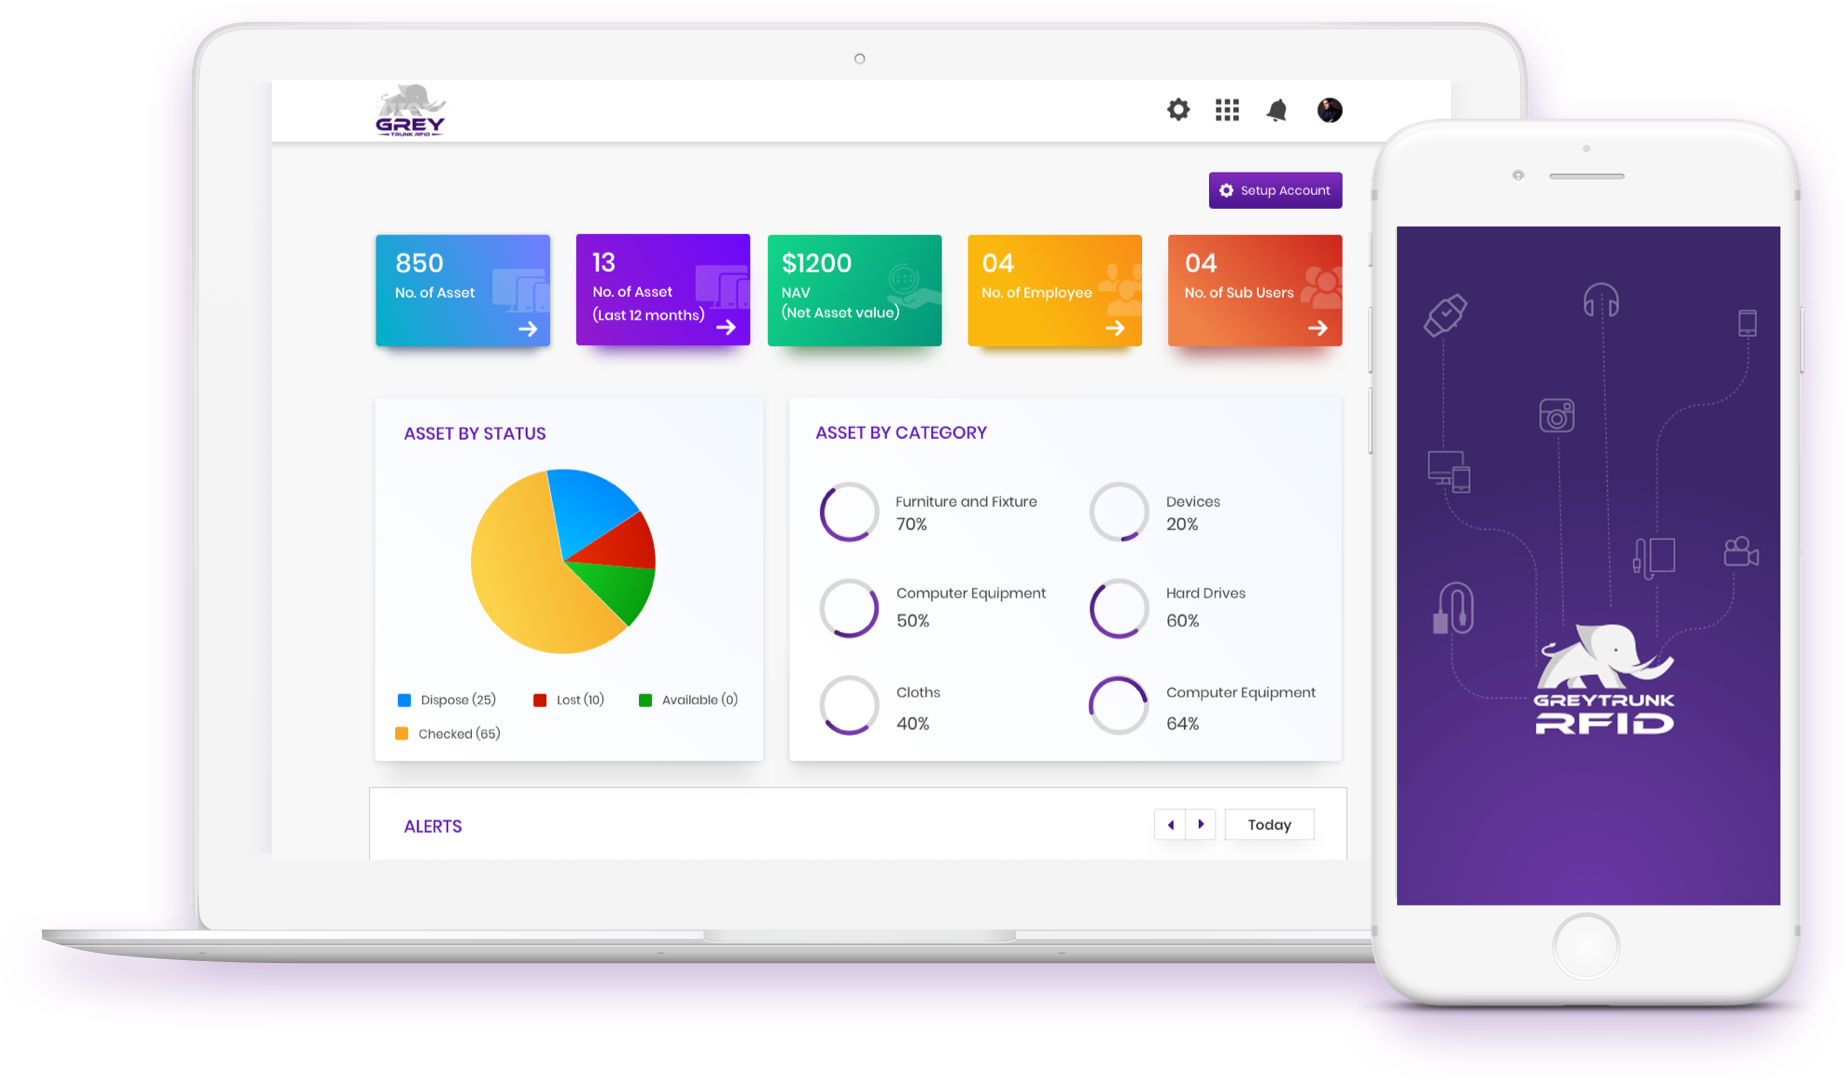 GREY
TRUNK RFID
Setup Account
850
No. of Asset
13
No. of Asset
(Last 12 months)
$1200
NAV
(Net Asset value)
04
No. of Employee
04
No. of Sub Users
ASSET BY STATUS
Dispose (25)
Lost (10)
Available (0)
Checked (65)
ASSET BY CATEGORY
Furniture and Fixture
70%
Devices
20%
Computer Equipment
50%
Hard Drives
60%
Cloths
40%
Computer Equipment
64%
ALERTS
Today
GREYTRUNK
RFID